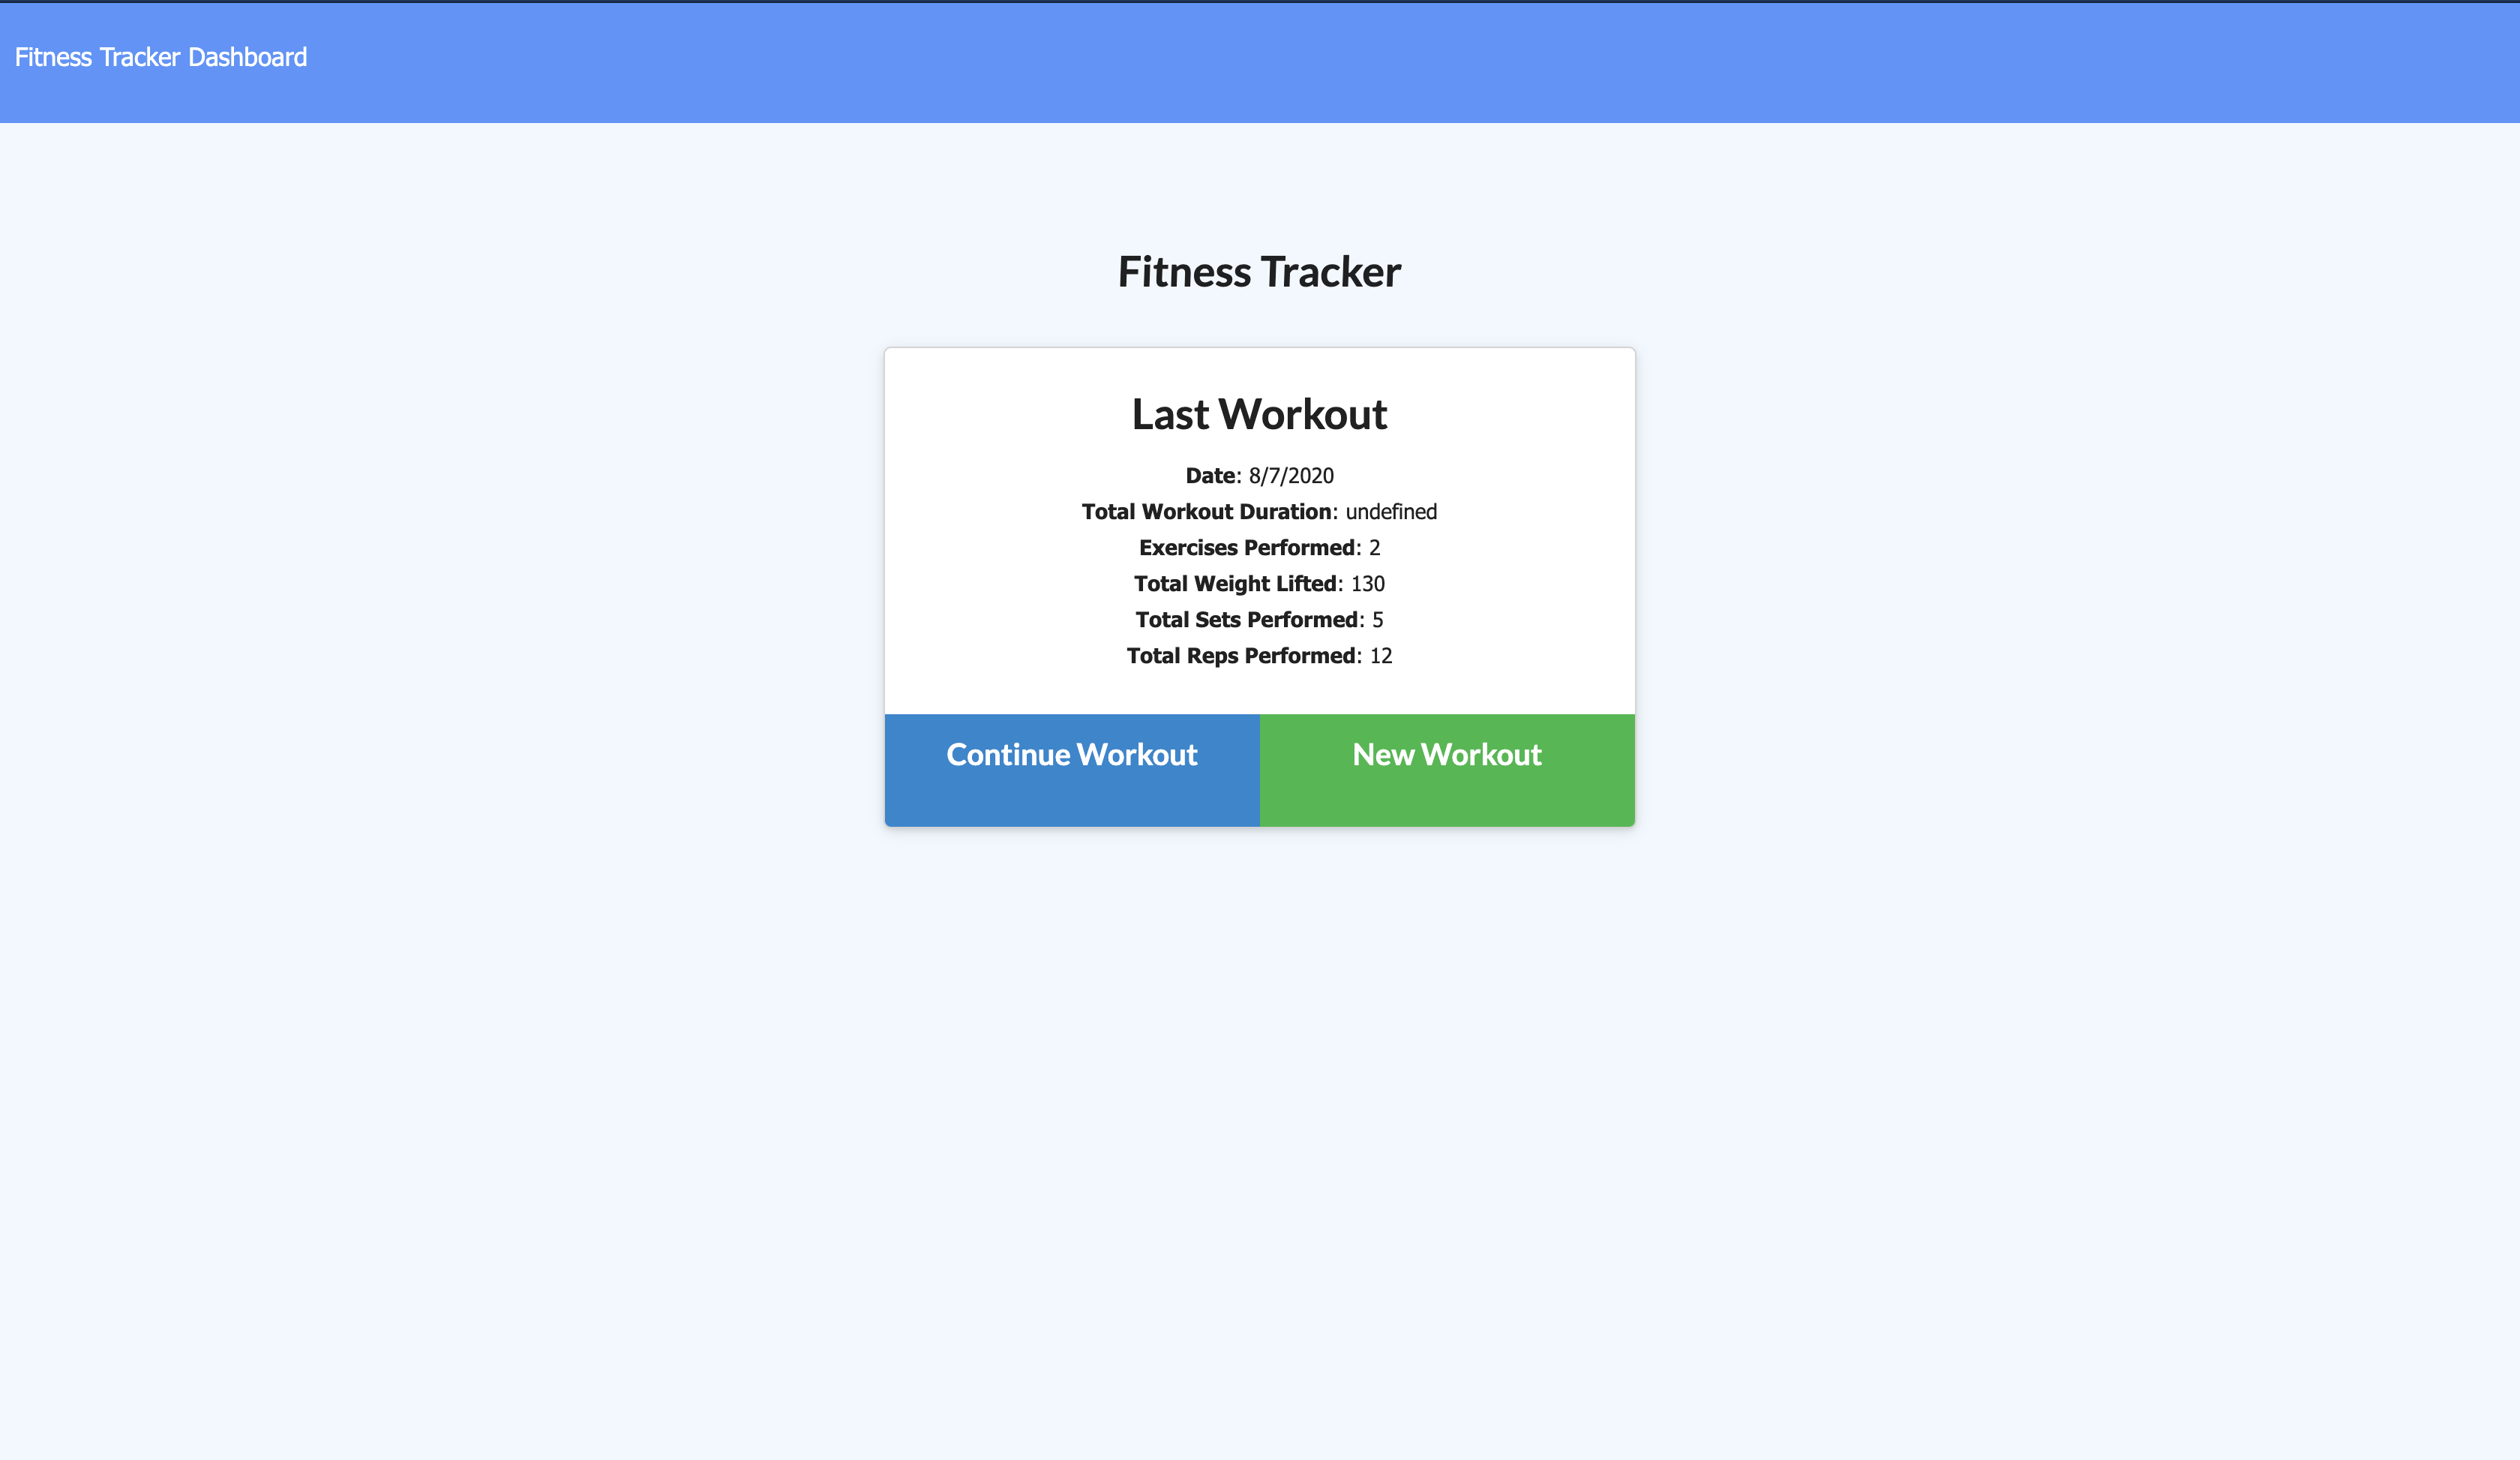 Fitness Tracker Dashboard
Fitness Tracker
Last Workout
Date: 8/7/2020
Total Workout Duration: undefined
Exercises Performed: 2
Total Weight Lifted: 130
Total Sets Performed: 5
Total Reps Performed: 12
Continue Workout
New Workout